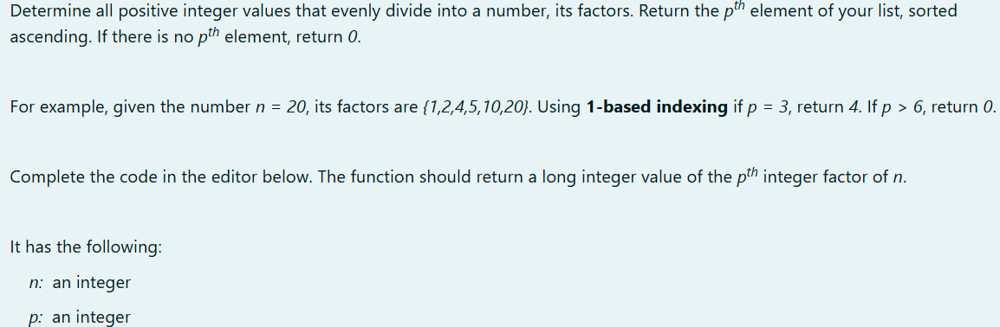 Determine all positive integer values that evenly divide into a number, its factors. Return the pth element of your list, sorted
ascending. If there is no pth element, return 0.
For example, given the number n = 20, its factors are {1,2,4,5,10,20}. Using 1-based indexing if p = 3, return 4. If p > 6, return 0.
Complete the code in the editor below. The function should return a long integer value of the pth integer factor of n.
It has the following:
n: an integer
p: an integer